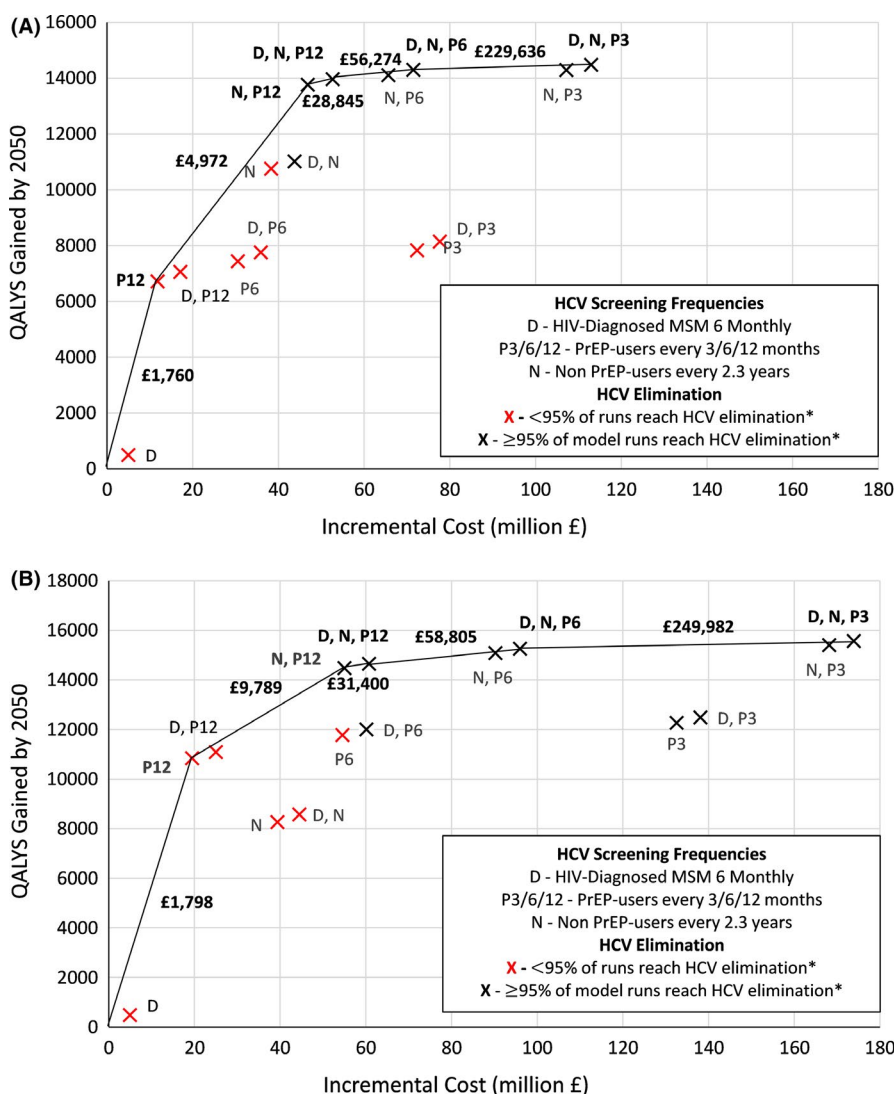 (A)
16000
14000
12000
10000
8000
6000
4000
2000
0
QALYS Gained by 2050
D, N, P12
£56,274
D, N, P6
£229,636
D, N, P3
N, P12
£28,845
N, P6
N, P3
£4,972
N
D, N
D, P6
D, P3
P3
P12
D, P12
P6
£1,760
D
HCV Screening Frequencies
D - HIV-Diagnosed MSM 6 Monthly
P3/6/12 - PrEP-users every 3/6/12 months
N - Non PrEP-users every 2.3 years
HCV Elimination
X - <95% of runs reach HCV elimination*
X - ≥95% of model runs reach HCV elimination*
0 20 40 60 80 100 120 140 160 180
Incremental Cost (million £)
(B)
18000
16000
14000
12000
10000
8000
6000
4000
2000
0
QALYS Gained by 2050
D, N, P12
£58,805
D, N, P6
£249,982
D, N, P3
N, P12
£31,400
N, P6
N, P3
£9,789
D, P12
P12
P6
D, P6
P3
D, P3
N
D, N
£1,798
D
HCV Screening Frequencies
D - HIV-Diagnosed MSM 6 Monthly
P3/6/12 - PrEP-users every 3/6/12 months
N - Non PrEP-users every 2.3 years
HCV Elimination
X - <95% of runs reach HCV elimination*
X - ≥95% of model runs reach HCV elimination*
0 20 40 60 80 100 120 140 160 180
Incremental Cost (million £)